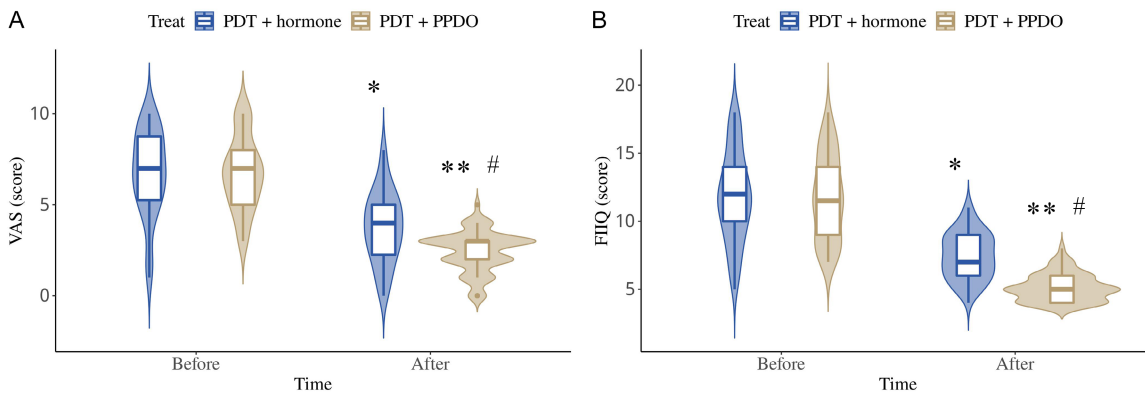 A
Treat PDT + hormone PDT + PPDO
VAS (score)
10
5
0
*
** #
Before After
Time
B
Treat PDT + hormone PDT + PPDO
FIIQ (score)
20
15
10
5
*
** #
Before After
Time